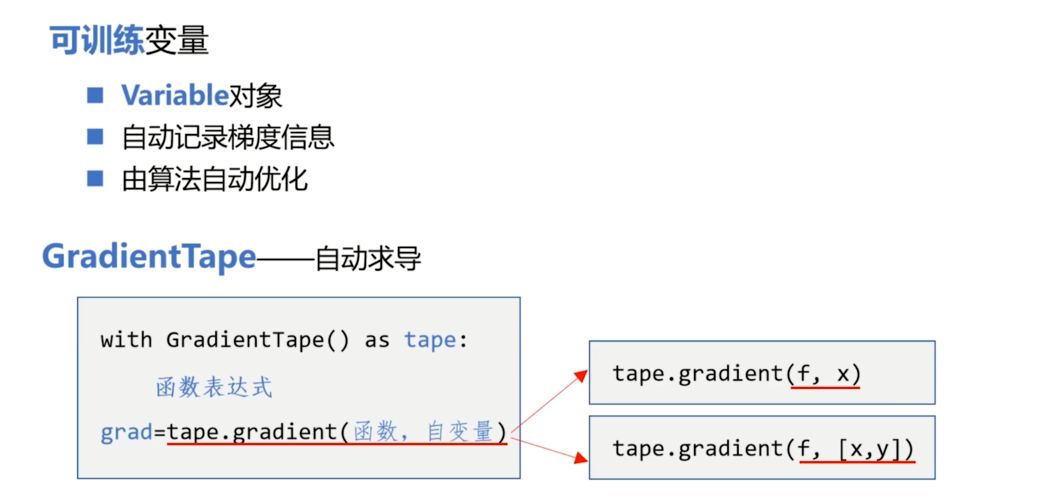 可训练变量
Variable对象
自动记录梯度信息
由算法自动优化
GradientTape——自动求导
with GradientTape() as tape:
函数表达式
grad=tape.gradient(函数，自变量)
tape.gradient(f, x)
tape.gradient(f, [x,y])